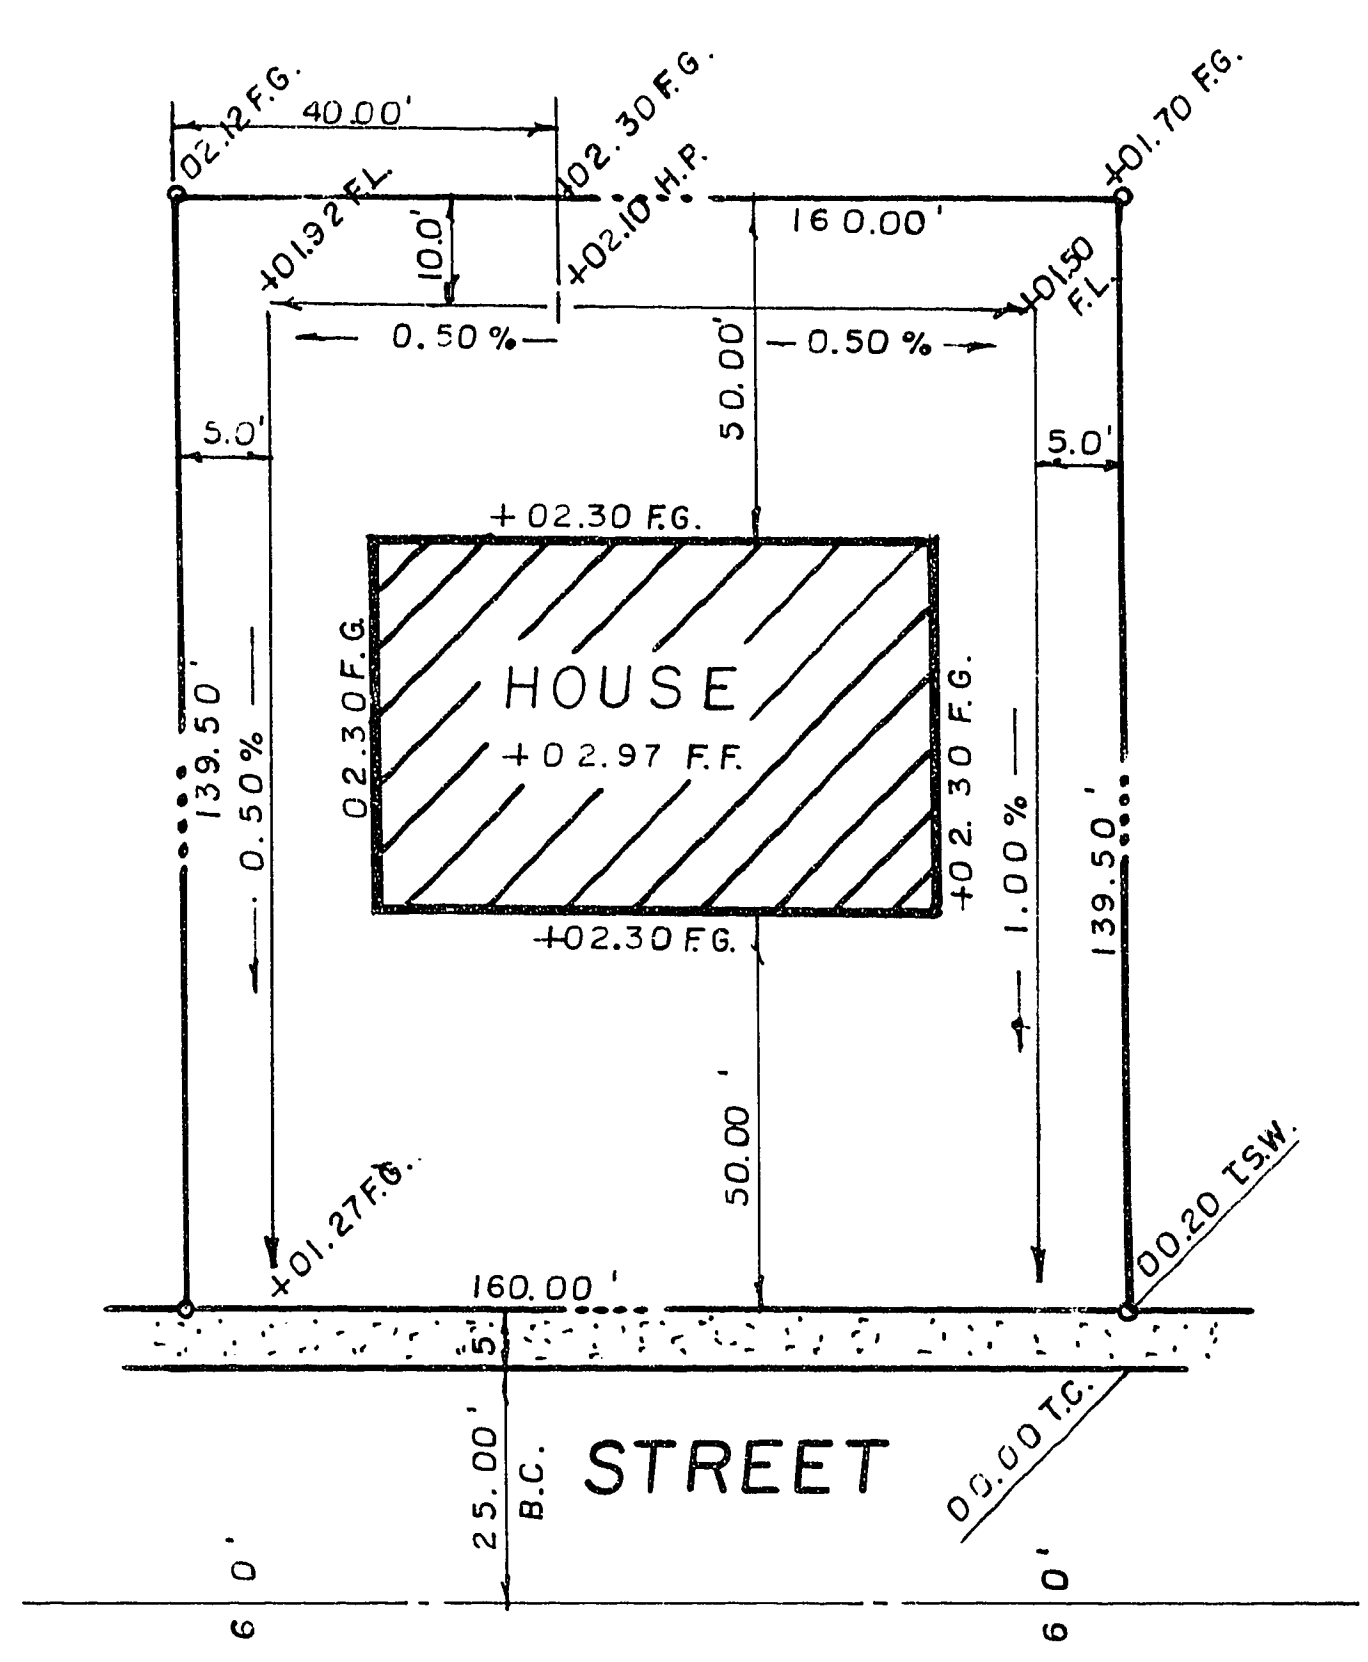 02.12 F.G.
40.00'
+02.30 F.G.
+01.70 F.G.
+01.92 F.L.
10.0'
+02.10 H.P.
160.00'
+01.50
F.L.
0.50 %
50.00'
0.50 %
5.0'
5.0'
+ 02.30 F.G.
02.30 F.G.
HOUSE
+ 02.97 F.F.
+02.30 F.G.
139.50'
0.50 %
1.00 %
139.50'
+02.30 F.G.
50.00'
+01.27 F.G.
00.20 T.S.W.
160.00'
5'
25.00'
B.C.
STREET
00.00 T.C.
60'
60'